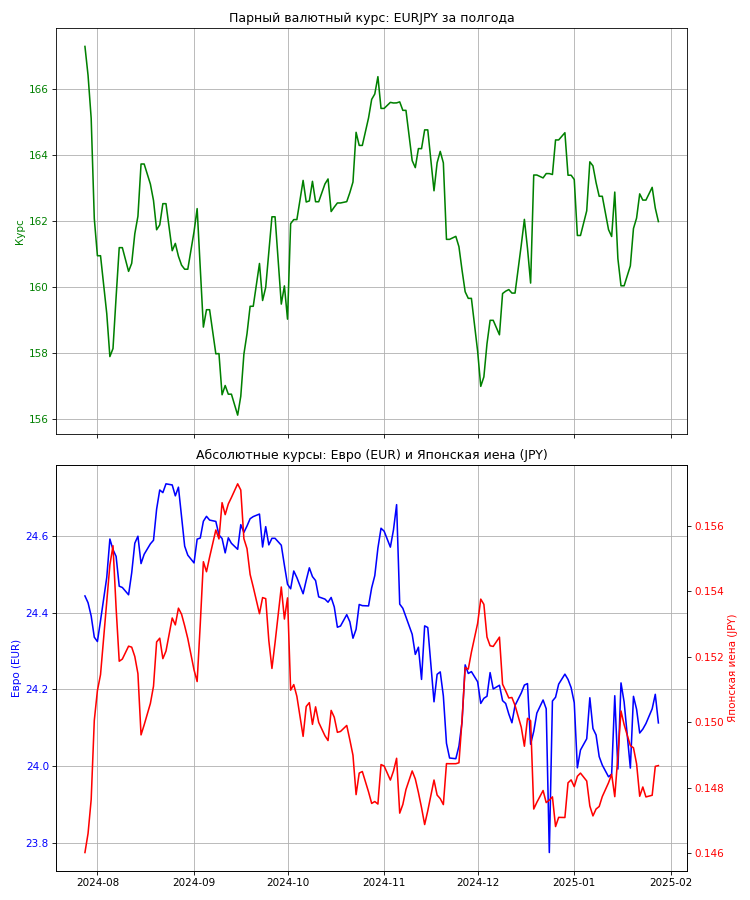 Парный валютный курс: EURJPY за полгода
166
164
162
160
158
156
Курс
Абсолютные курсы: Евро (EUR) и Японская иена (JPY)
24.6
24.4
24.2
24.0
23.8
Евро (EUR)
0.156
0.154
0.152
0.150
0.148
0.146
Японская иена (JPY)
2024-08 2024-09 2024-10 2024-11 2024-12 2025-01 2025-02